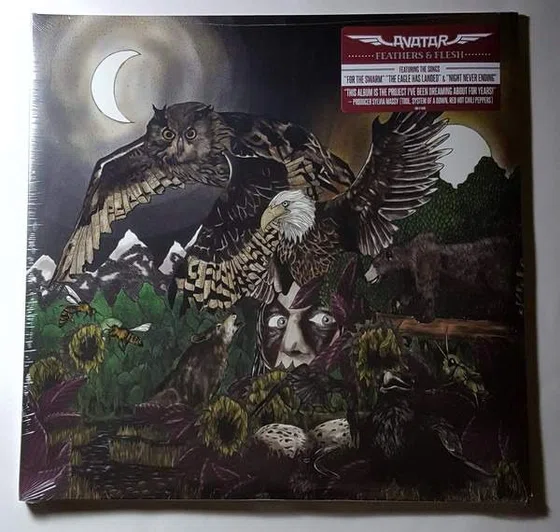 AVATAR
FEATHERS & FLESH
FEATURING THE SONGS
"FOR THE SWARM" "THE EAGLE HAS LANDED" & "NIGHT NEVER ENDING"
"THIS ALBUM IS THE PROJECT I'VE BEEN DREAMING ABOUT FOR YEARS!"
– PRODUCER SYLVIA MASSY (TOOL, SYSTEM OF A DOWN, RED HOT CHILI PEPPERS)